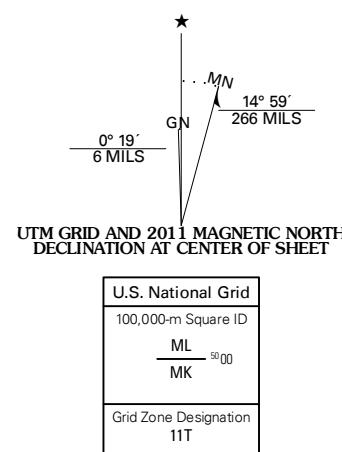 ★
MN
GN
14° 59´
266 MILS
0° 19´
6 MILS
UTM GRID AND 2011 MAGNETIC NORTH
DECLINATION AT CENTER OF SHEET
U.S. National Grid
100,000-m Square ID
ML
5000
MK
Grid Zone Designation
11T